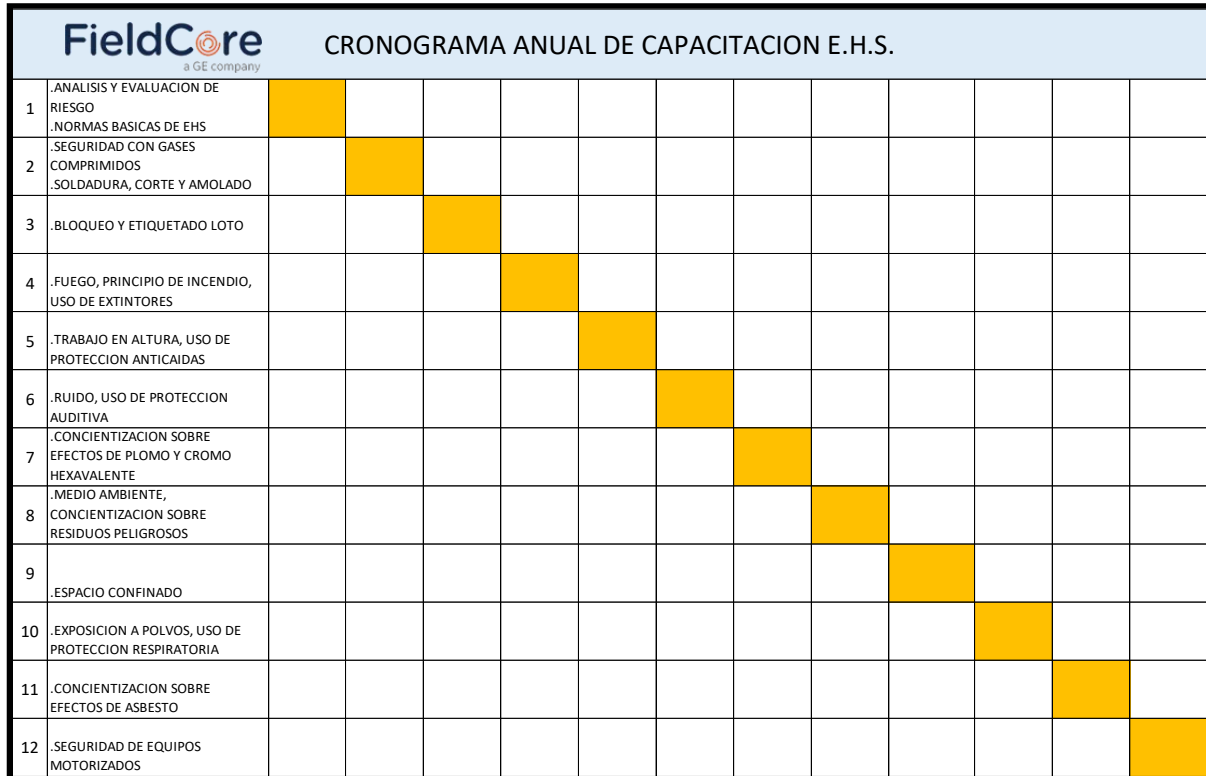 FieldCore
a GE company
CRONOGRAMA ANUAL DE CAPACITACION E.H.S.
1
.ANALISIS Y EVALUACION DE
RIESGO
.NORMAS BASICAS DE EHS
2
.SEGURIDAD CON GASES
COMPRIMIDOS
.SOLDADURA, CORTE Y AMOLADO
3
.BLOQUEO Y ETIQUETADO LOTO
4
.FUEGO, PRINCIPIO DE INCENDIO,
USO DE EXTINTORES
5
.TRABAJO EN ALTURA, USO DE
PROTECCION ANTICAIDAS
6
.RUIDO, USO DE PROTECCION
AUDITIVA
7
.CONCIENTIZACION SOBRE
EFECTOS DE PLOMO Y CROMO
HEXAVALENTE
8
.MEDIO AMBIENTE,
CONCIENTIZACION SOBRE
RESIDUOS PELIGROSOS
9
.ESPACIO CONFINADO
10
.EXPOSICION A POLVOS, USO DE
PROTECCION RESPIRATORIA
11
.CONCIENTIZACION SOBRE
EFECTOS DE ASBESTO
12
.SEGURIDAD DE EQUIPOS
MOTORIZADOS